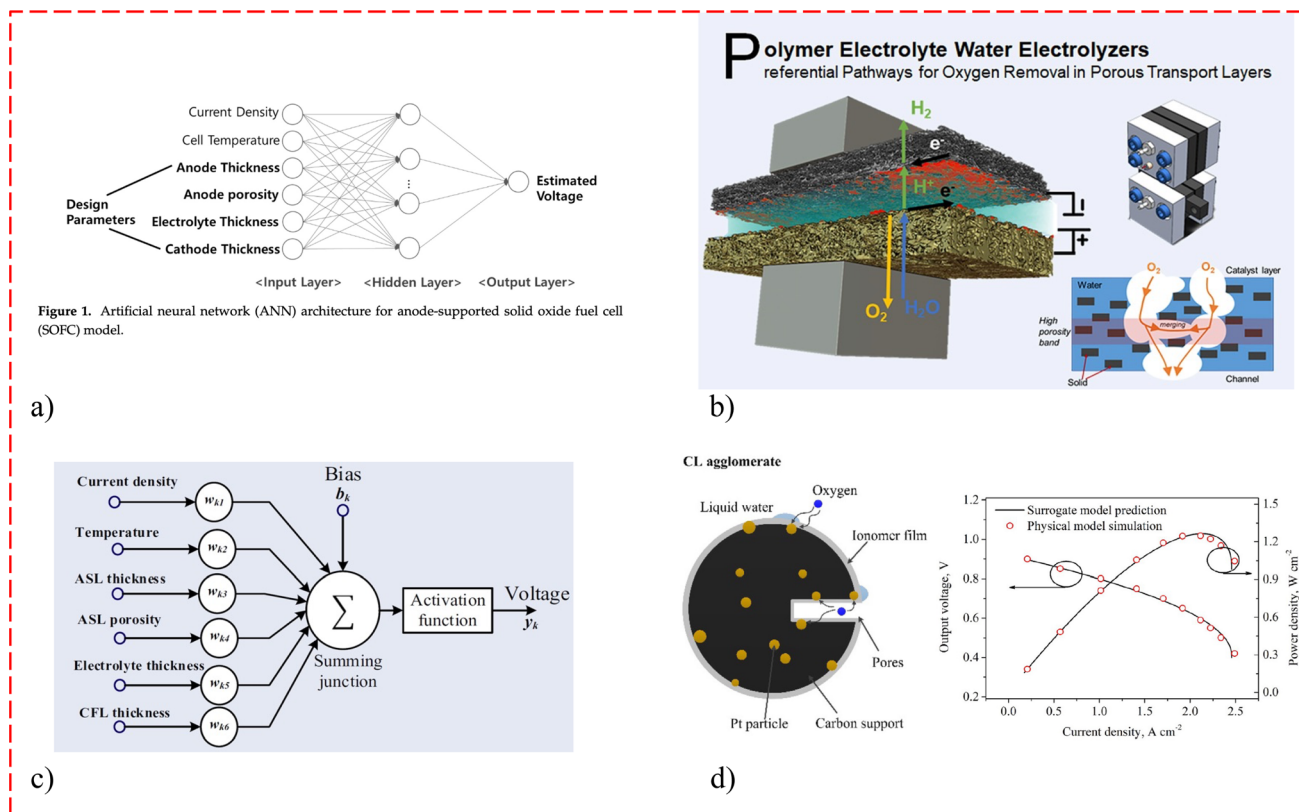 Current Density
Cell Temperature
Anode Thickness
Anode porosity
Electrolyte Thickness
Cathode Thickness
Design
Parameters
Estimated
Voltage
<Input Layer> <Hidden Layer> <Output Layer>
Figure 1. Artificial neural network (ANN) architecture for anode-supported solid oxide fuel cell
(SOFC) model.
a)
Polymer Electrolyte Water Electrolyzers
referential Pathways for Oxygen Removal in Porous Transport Layers
H2
e-
H+
e-
O2
H2O
O2 O2
Water
Catalyst layer
High
porosity
band
merging
Solid
Channel
b)
Current density
Temperature
ASL thickness
ASL porosity
Electrolyte thickness
CFL thickness
wk1
wk2
wk3
wk4
wk5
wk6
Bias
bk
Σ
Summing
junction
Activation
function
Voltage
yk
c)
CL agglomerate
Oxygen
Liquid water
Ionomer film
Pores
Pt particle
Carbon support
Surrogate model prediction
Physical model simulation
Output voltage, V
1.2
1.0
0.8
0.6
0.4
0.2
Power density, W cm-2
1.5
1.2
0.9
0.6
0.3
0.0
0.0 0.5 1.0 1.5 2.0 2.5 3.0
Current density, A cm-2
d)